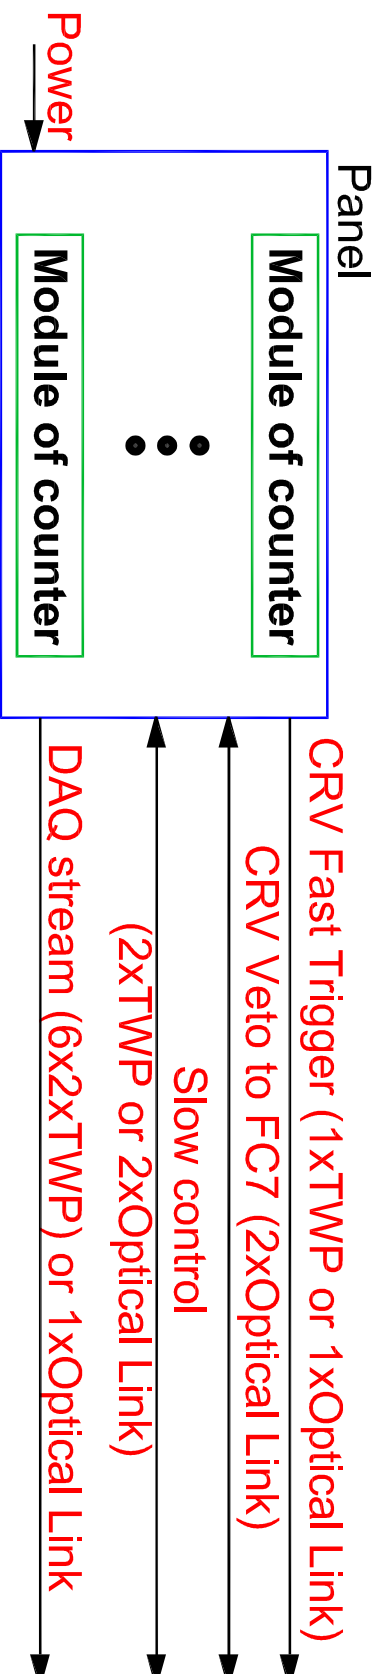 Panel
Module of counter
Module of counter
Power
CRV Fast Trigger (1xTWP or 1xOptical Link)
CRV Veto to FC7 (2xOptical Link)
Slow control
(2xTWP or 2xOptical Link)
DAQ stream (6x2xTWP) or 1xOptical Link